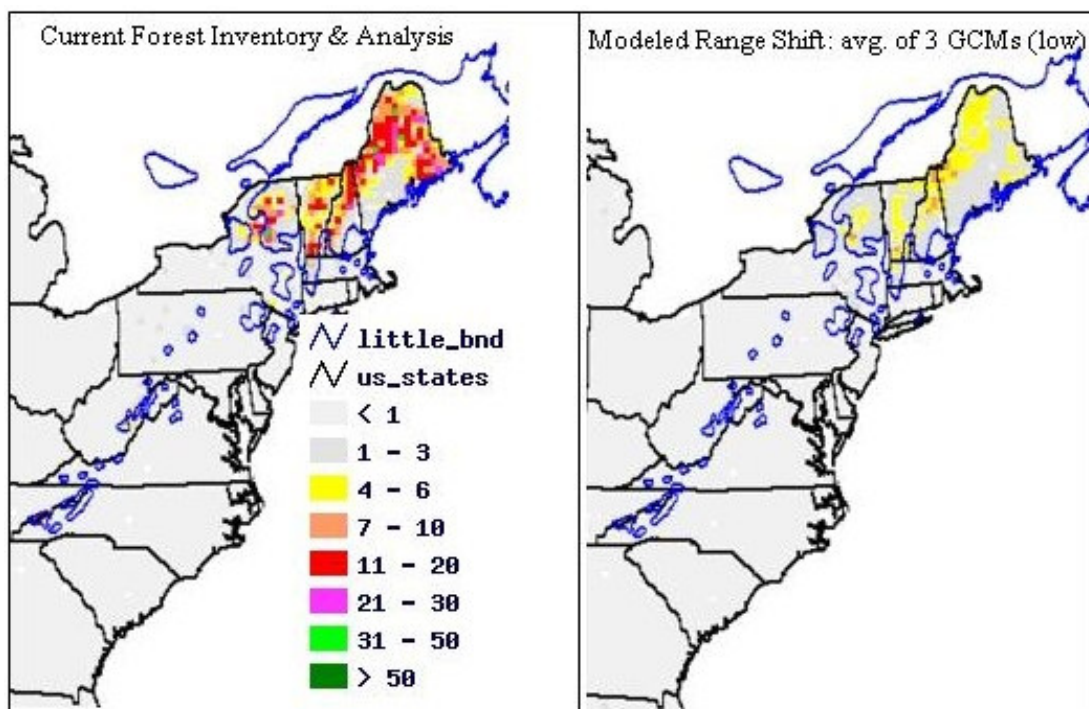 Current Forest Inventory & Analysis
Modeled Range Shift: avg. of 3 GCMs (low)
little_bnd
us_states
< 1
1 - 3
4 - 6
7 - 10
11 - 20
21 - 30
31 - 50
> 50